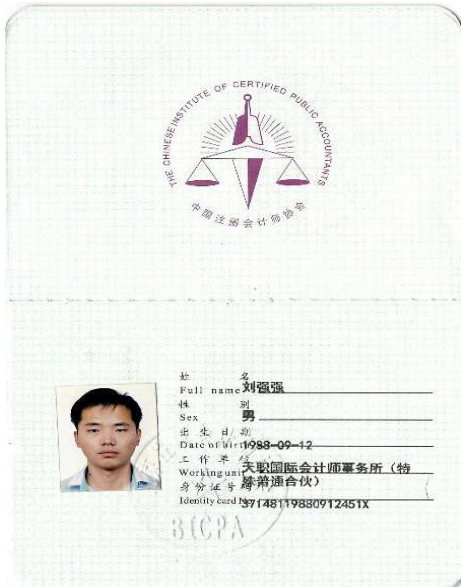 THE CHINESE INSTITUTE OF CERTIFIED PUBLIC ACCOUNTANTS
中国注册会计师协会
姓 名
Full name 刘强强
性 别
Sex 男
出生日期
Date of birth 1988-09-12
工作单位
Working unit 天职国际会计师事务所（特
殊普通合伙）
身份证号码
Identity card No. 37148119880912451X
BICPA